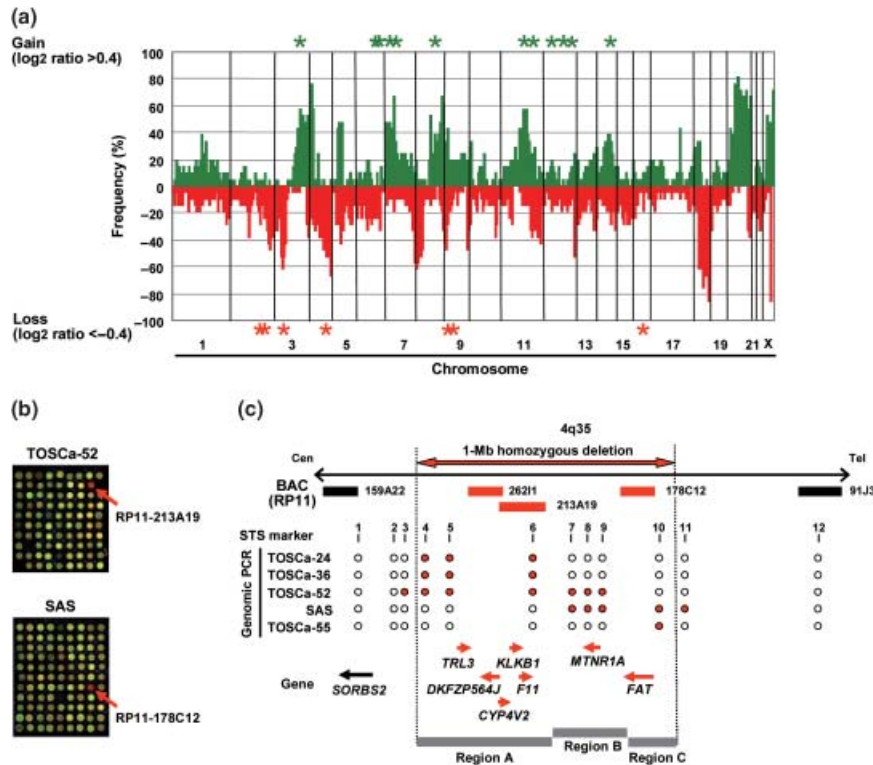 (a)
Gain
(log2 ratio >0.4)
Frequency (%)
100
80
60
40
20
0
−20
−40
−60
−80
−100
Loss
(log2 ratio <−0.4)
1 3 5 7 9 11 13 15 17 19 21 X
Chromosome
(b)
TOSCa-52
RP11-213A19
SAS
RP11-178C12
(c)
4q35
Cen 1-Mb homozygous deletion Tel
BAC
(RP11)
159A22 262I1 178C12 91J3
213A19
STS marker 1 2 3 4 5 6 7 8 9 10 11 12
Genomic PCR
TOSCa-24
TOSCa-36
TOSCa-52
SAS
TOSCa-55
Gene
TRL3 KLKB1 MTNR1A
SORBS2 DKFZP564J F11 FAT
CYP4V2
Region A Region B Region C